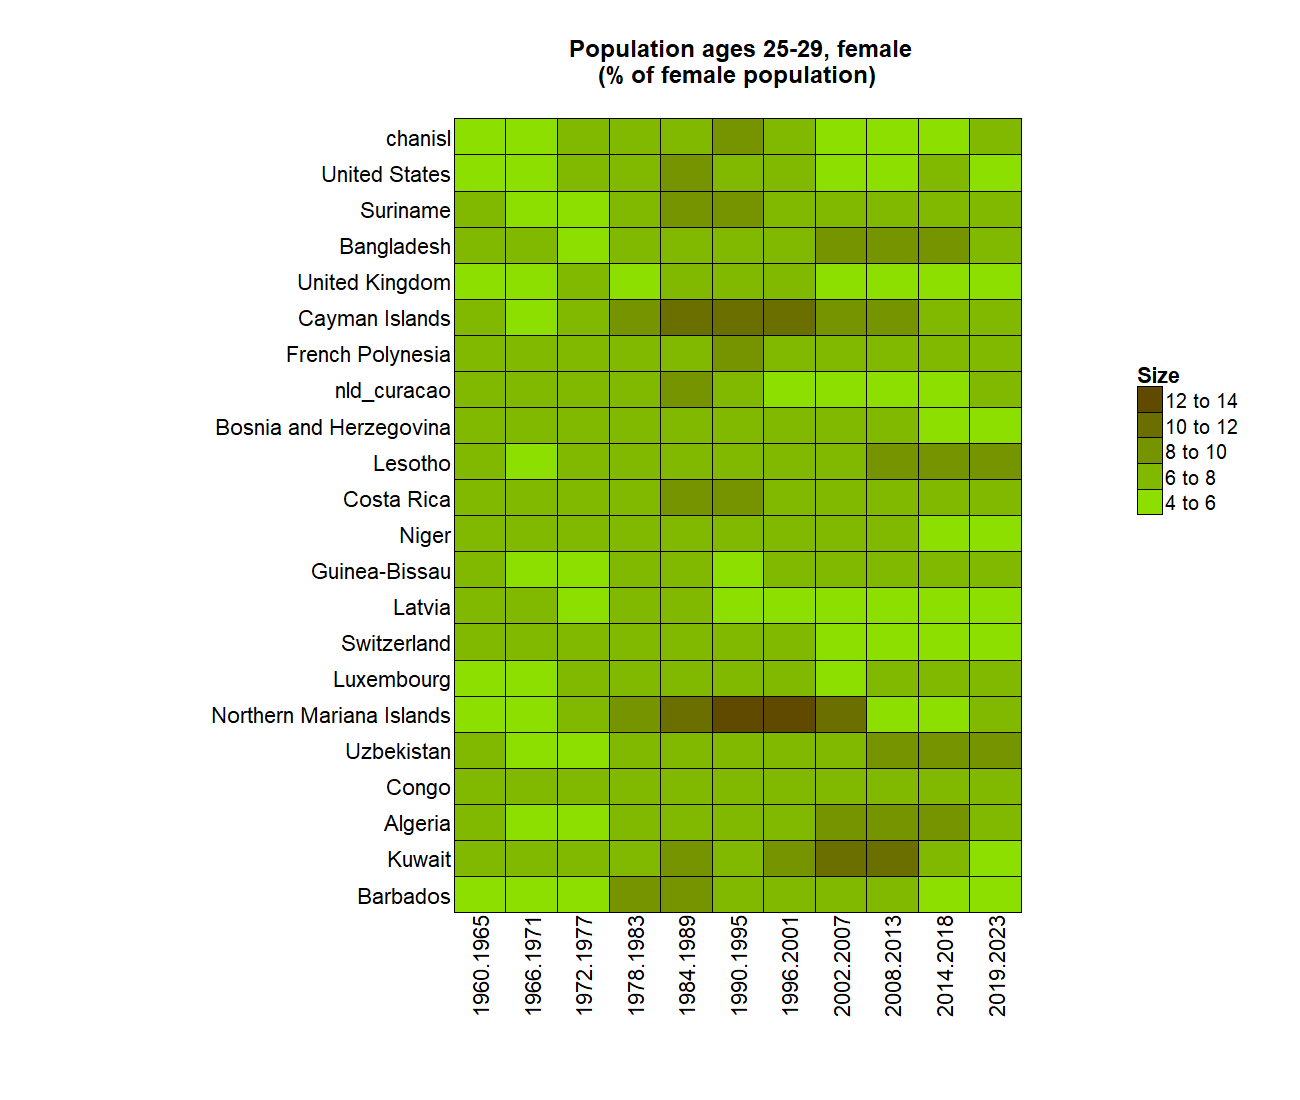 Population ages 25-29, female
(% of female population)
chanisl
United States
Suriname
Bangladesh
United Kingdom
Cayman Islands
French Polynesia
nld_curacao
Bosnia and Herzegovina
Lesotho
Costa Rica
Niger
Guinea-Bissau
Latvia
Switzerland
Luxembourg
Northern Mariana Islands
Uzbekistan
Congo
Algeria
Kuwait
Barbados
1960.1965
1966.1971
1972.1977
1978.1983
1984.1989
1990.1995
1996.2001
2002.2007
2008.2013
2014.2018
2019.2023
Size
12 to 14
10 to 12
8 to 10
6 to 8
4 to 6